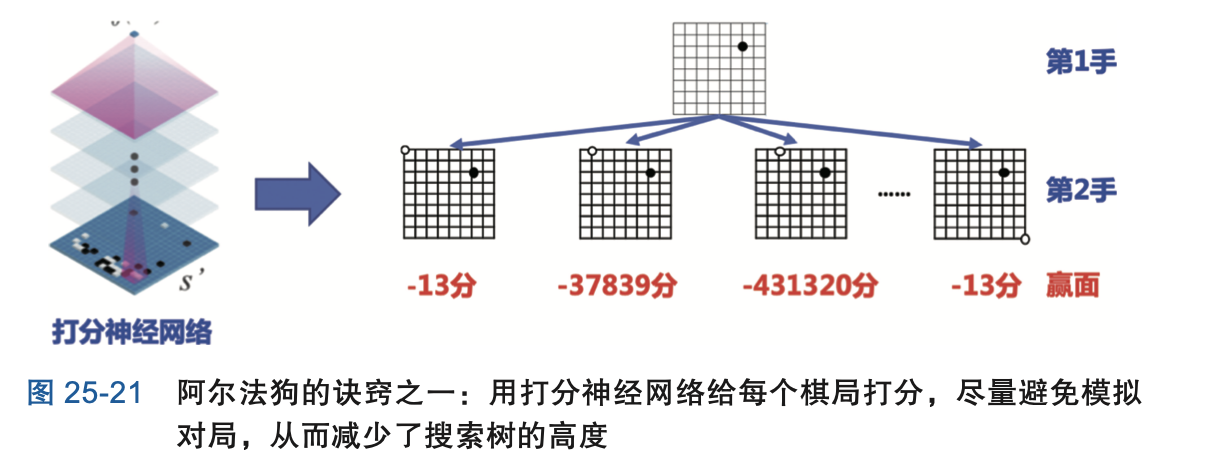 第1手
第2手
······
s'
-13分 -37839分 -431320分 -13分 赢面
打分神经网络
图 25-21 阿尔法狗的诀窍之一：用打分神经网络给每个棋局打分，尽量避免模拟
对局，从而减少了搜索树的高度